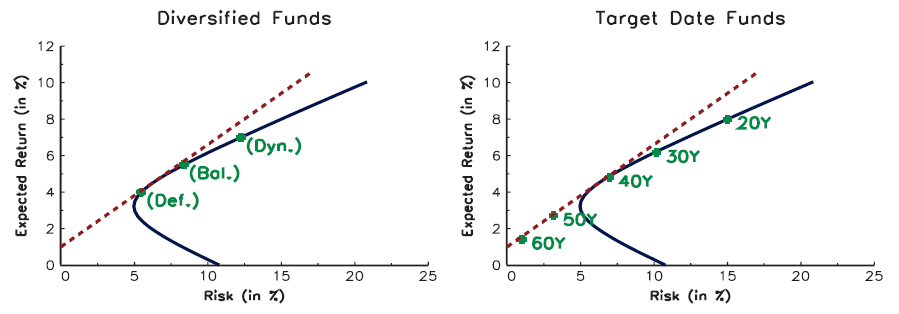 Diversified Funds
12
10
8
6
4
2
0
Expected Return (in %)
(Dyn.)
(Bal.)
(Def.)
0 5 10 15 20 25
Risk (in %)
Target Date Funds
12
10
8
6
4
2
0
Expected Return (in %)
20Y
30Y
40Y
50Y
60Y
0 5 10 15 20 25
Risk (in %)